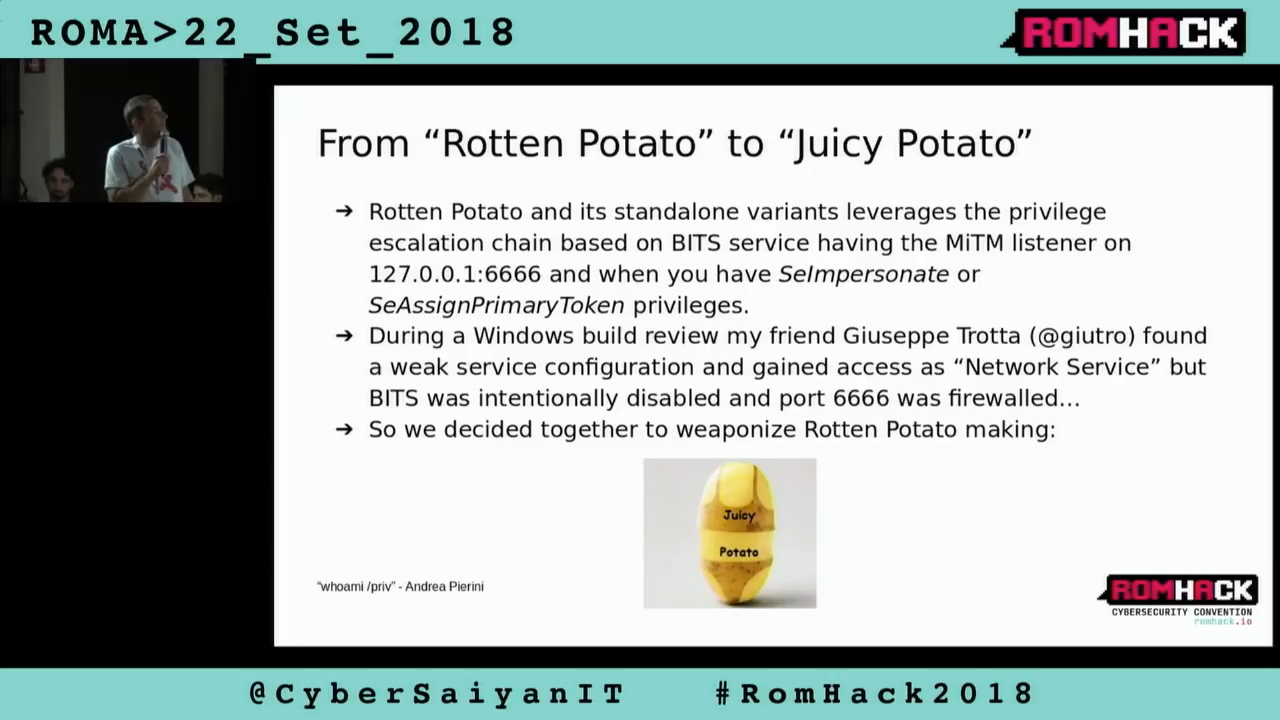 ROMA>22_Set_2018
ROMHACK
From “Rotten Potato” to “Juicy Potato”
➔ Rotten Potato and its standalone variants leverages the privilege
escalation chain based on BITS service having the MiTM listener on
127.0.0.1:6666 and when you have SeImpersonate or
SeAssignPrimaryToken privileges.
➔ During a Windows build review my friend Giuseppe Trotta (@giutro) found
a weak service configuration and gained access as “Network Service” but
BITS was intentionally disabled and port 6666 was firewalled…
➔ So we decided together to weaponize Rotten Potato making:
Juicy
Potato
“whoami /priv” - Andrea Pierini
ROMHACK
CYBERSECURITY CONVENTION
romhack.io
@CyberSaiyanIT #RomHack2018